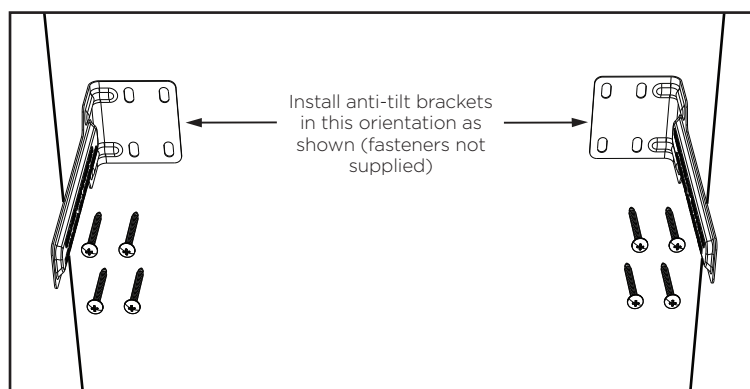 Install anti-tilt brackets
in this orientation as
shown (fasteners not
supplied)